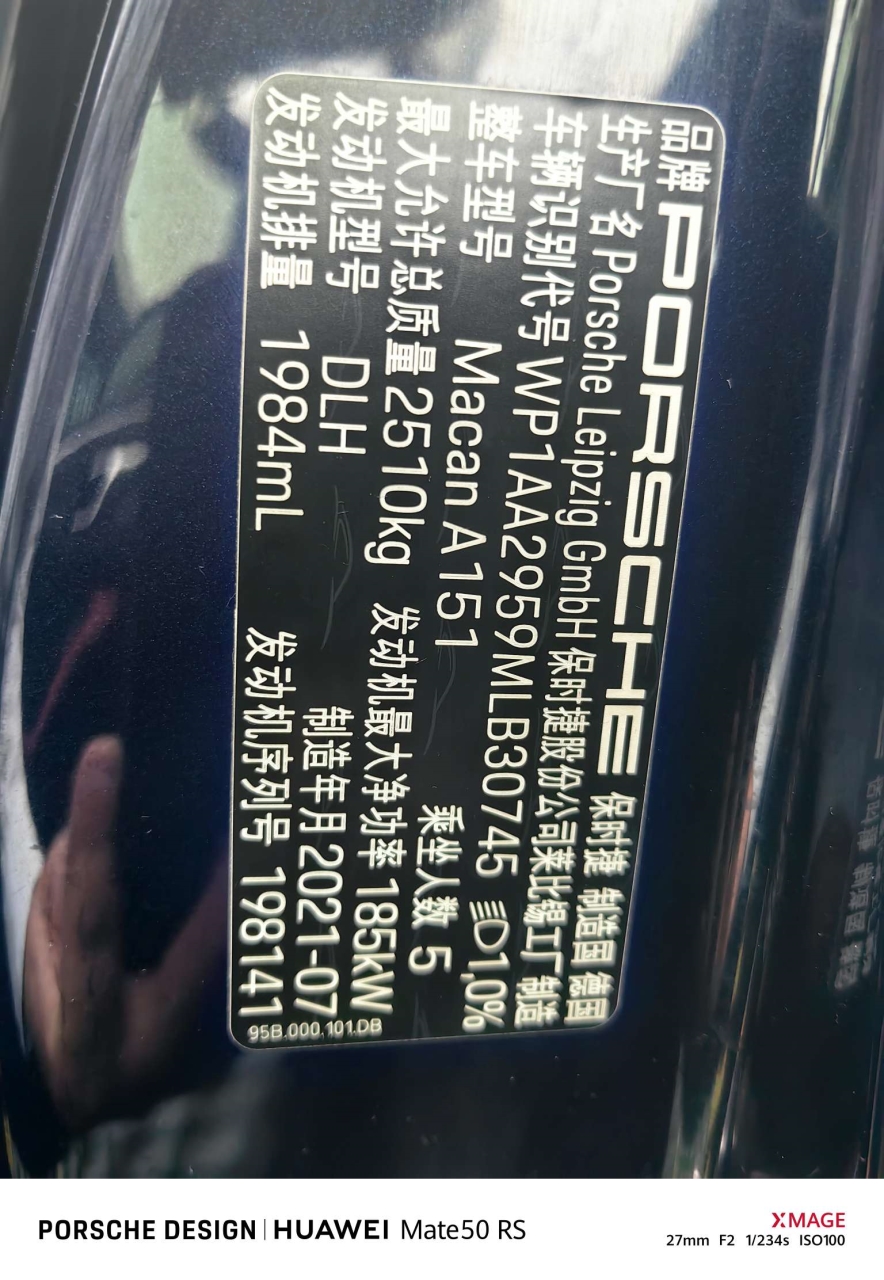 品牌 PORSCHE 保时捷 制造国 德国
生产厂名 Porsche Leipzig GmbH 保时捷股份公司莱比锡工厂 制造
车辆识别代号 WP1AA2959MLB30745 1,0%
整车型号 Macan A151 乘坐人数 5
最大允许总质量 2510kg 发动机最大净功率 185kW
发动机型号 DLH 制造年月 2021-07
发动机排量 1984mL 发动机序列号 198141
95B.000.101.DB
PORSCHE DESIGN | HUAWEI Mate50 RS
XMAGE
27mm F2 1/234s ISO100